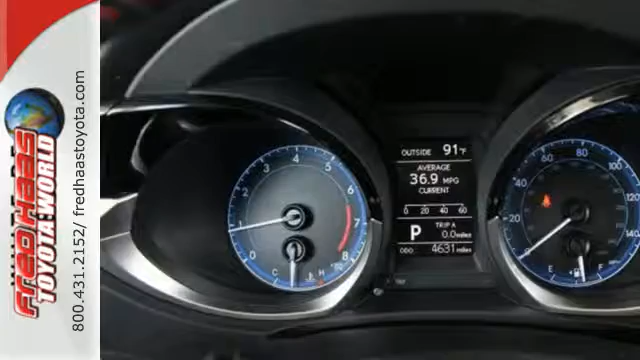 FRED HAAS
TOYOTA WORLD
800.431.2152/ fredhaastoyota.com
0 1 2 3 4 5 6 7 8
C H
OUTSIDE 91°F
AVERAGE
36.9 MPG
CURRENT
0 20 40 60
P TRIP A
0.0 miles
ODO 4631 miles
0 20 40 60 80 100 120 140
E F